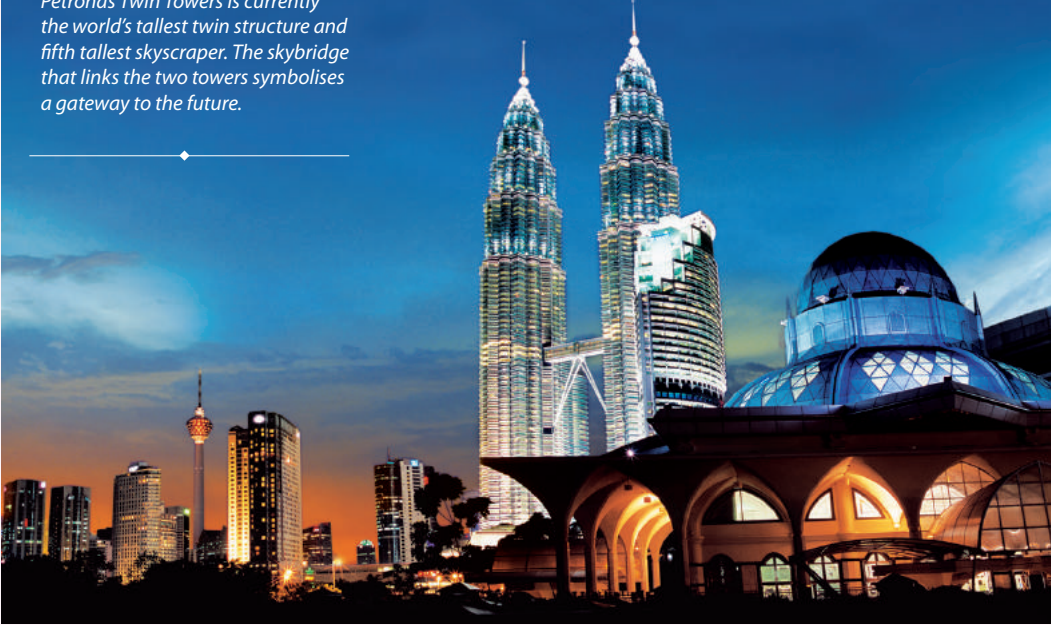 Petronas Twin Towers is currently
the world's tallest twin structure and
fifth tallest skyscraper. The skybridge
that links the two towers symbolises
a gateway to the future.